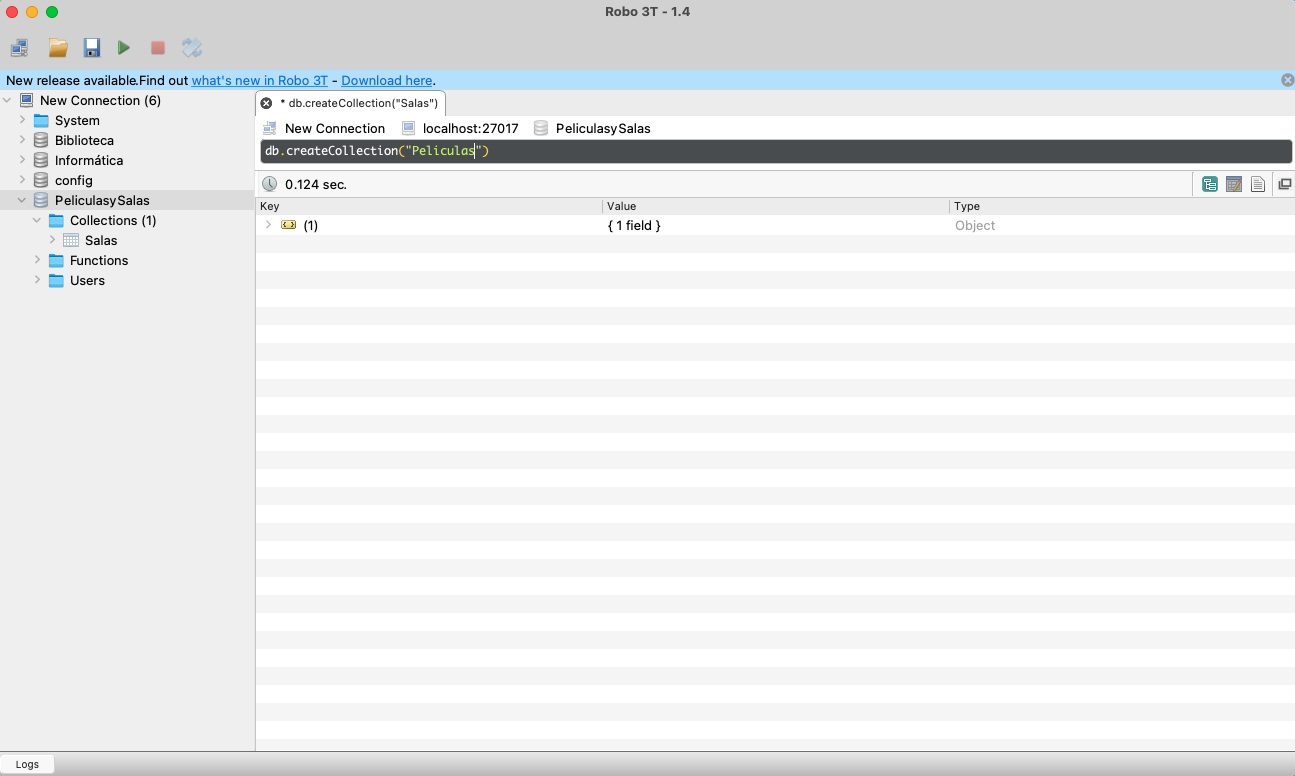 Robo 3T - 1.4
New release available.Find out what's new in Robo 3T - Download here.
New Connection (6)
System
Biblioteca
Informática
config
PeliculasySalas
Collections (1)
Salas
Functions
Users
* db.createCollection("Salas")
New Connection localhost:27017 PeliculasySalas
db.createCollection("Peliculas")
0.124 sec.
Key Value Type
(1) { 1 field } Object
Logs